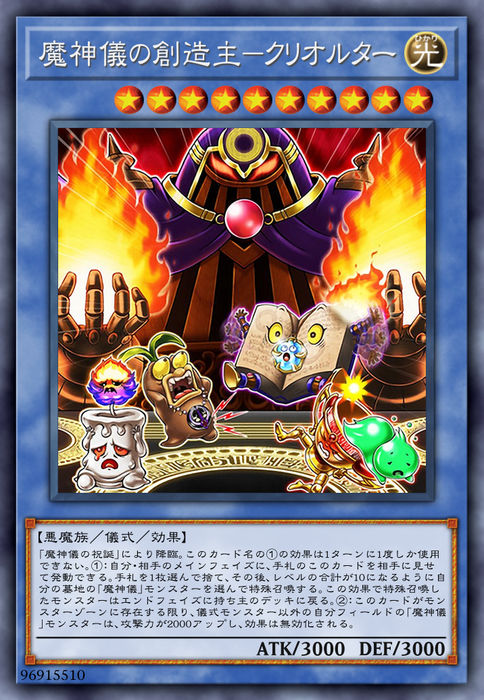 魔神儀の創造主－クリオルター
ひかり
光
【悪魔族／儀式／効果】
「魔神儀の祝誕」により降臨。このカード名の①の効果は1ターンに1度しか使用
できない。①：自分・相手のメインフェイズに、手札のこのカードを相手に見せ
て発動できる。手札を1枚選んで捨て、その後、レベルの合計が10になるように自
分の墓地の「魔神儀」モンスターを選んで特殊召喚する。この効果で特殊召喚し
たモンスターはエンドフェイズに持ち主のデッキに戻る。②：このカードがモン
スターゾーンに存在する限り、儀式モンスター以外の自分フィールドの「魔神儀
」モンスターは、攻撃力が2000アップし、効果は無効化される。
ATK/3000 DEF/3000
96915510